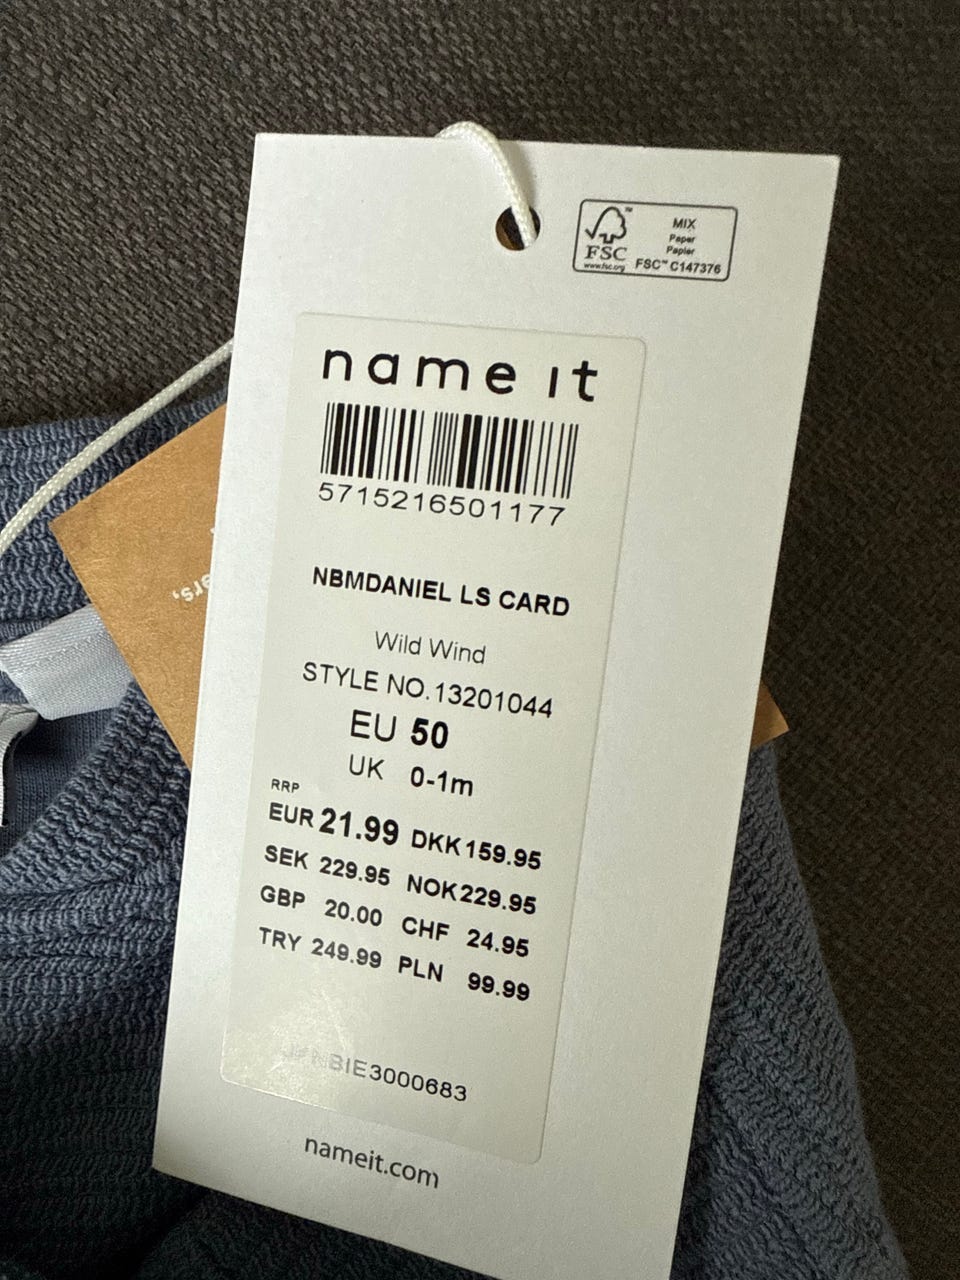 MIX
Paper
Papier
FSC™ C147376
FSC
www.fsc.org
name it
5715216501177
NBMDANIEL LS CARD
Wild Wind
STYLE NO.13201044
EU 50
UK 0-1m
RRP
EUR 21.99 DKK 159.95
SEK 229.95 NOK 229.95
GBP 20.00 CHF 24.95
TRY 249.99 PLN 99.99
NBIE3000683
nameit.com